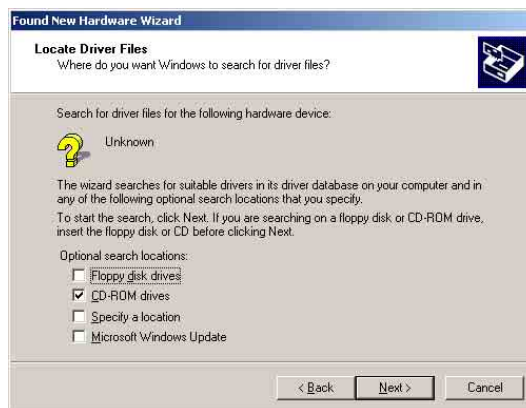 Found New Hardware Wizard
Locate Driver Files
Where do you want Windows to search for driver files?
Search for driver files for the following hardware device:
Unknown
The wizard searches for suitable drivers in its driver database on your computer and in
any of the following optional search locations that you specify.
To start the search, click Next. If you are searching on a floppy disk or CD-ROM drive,
insert the floppy disk or CD before clicking Next.
Optional search locations:
Floppy disk drives
CD-ROM drives
Specify a location
Microsoft Windows Update
< Back
Next >
Cancel